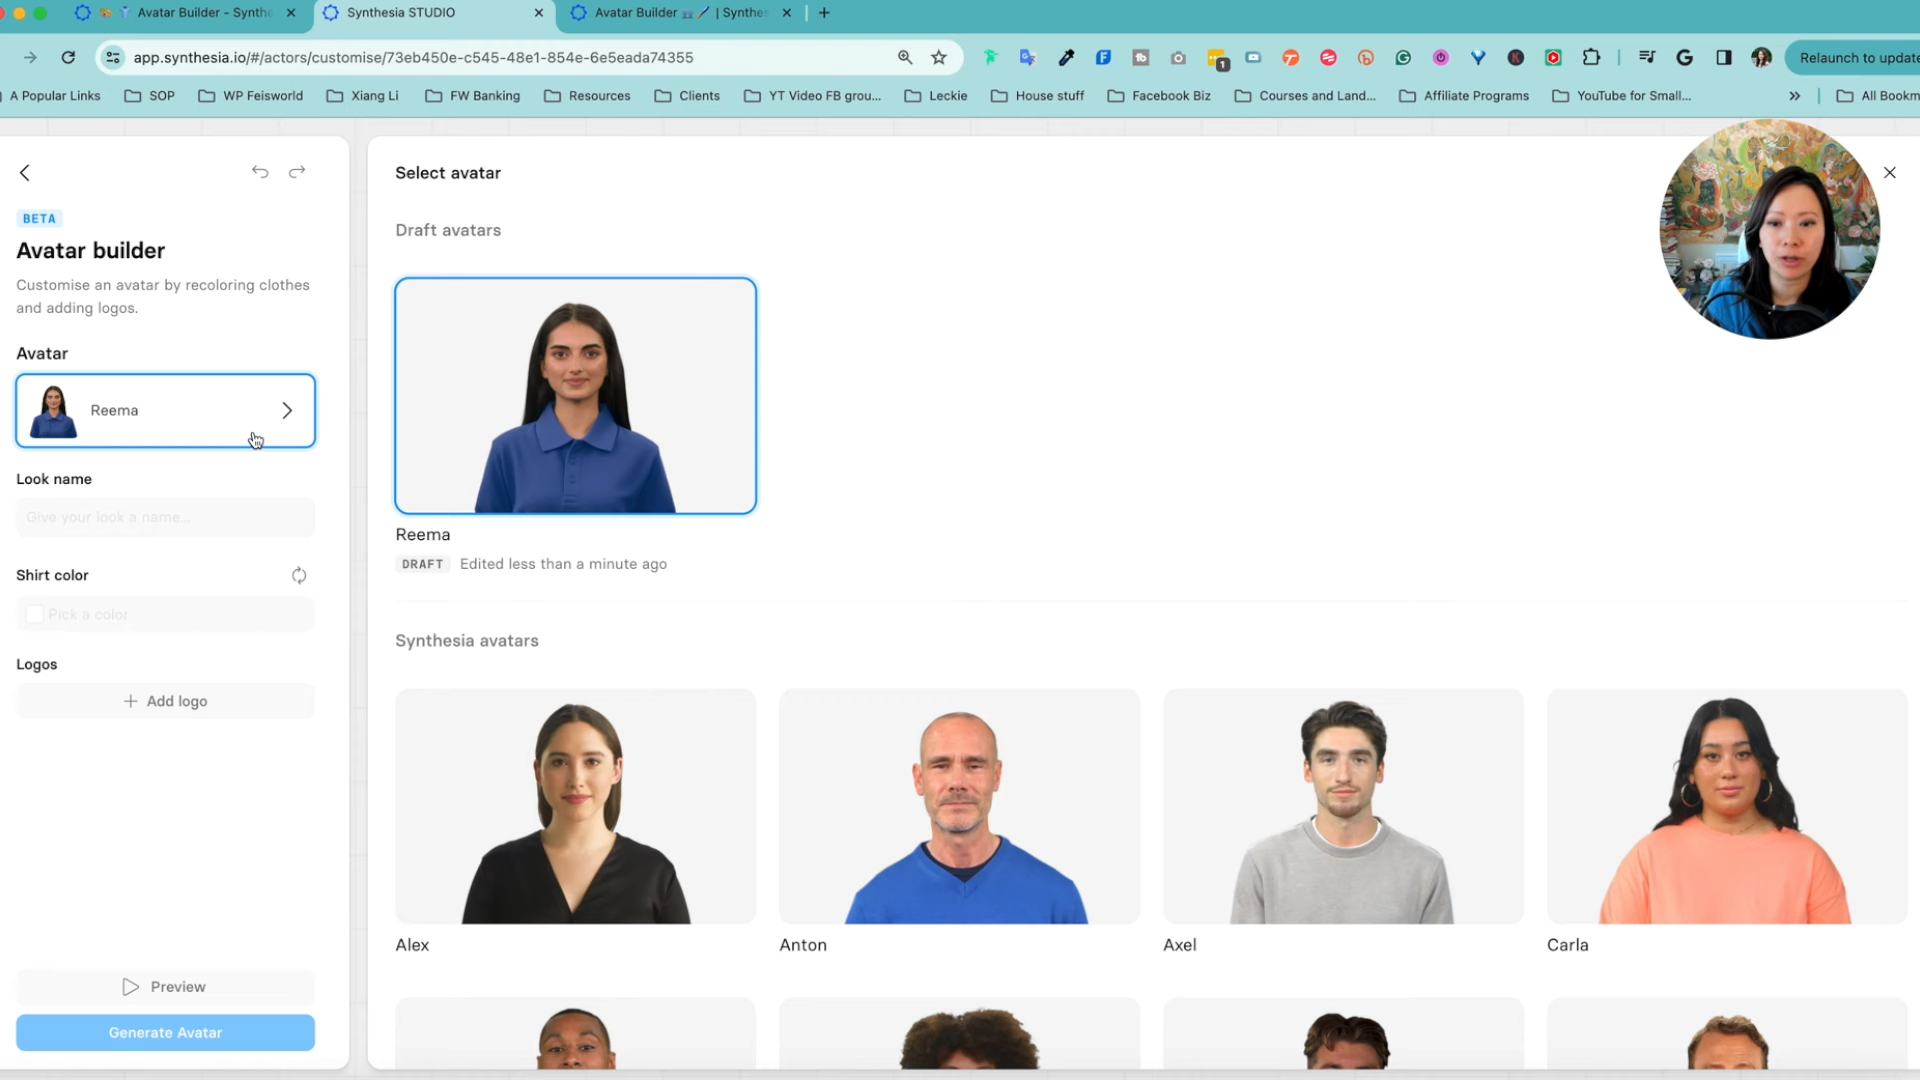 Avatar Builder - Synthe
Synthesia STUDIO
Avatar Builder | Synthes
app.synthesia.io/#/actors/customise/73eb450e-c545-48e1-854e-6e5eada74355
1
Relaunch to update
A Popular Links
SOP
WP Feisworld
Xiang Li
FW Banking
Resources
Clients
YT Video FB grou...
Leckie
House stuff
Facebook Biz
Courses and Land...
Affiliate Programs
YouTube for Small...
All Bookm
BETA
Avatar builder
Customise an avatar by recoloring clothes
and adding logos.
Avatar
Reema
Look name
Give your look a name...
Shirt color
Pick a color
Logos
+ Add logo
Preview
Generate Avatar
Select avatar
Draft avatars
Reema
DRAFT Edited less than a minute ago
Synthesia avatars
Alex
Anton
Axel
Carla